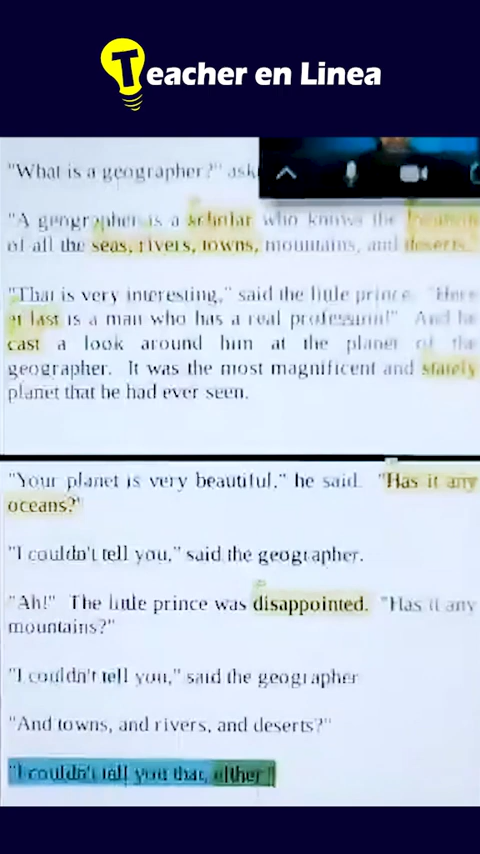 Teacher en Linea
"What is a geographer?" ask
"A geographer is a scholar who knows the location
of all the seas, rivers, towns, mountains, and deserts."
"That is very interesting," said the little prince. "Here
at last is a man who has a real profession!" And he
cast a look around him at the planet of the
geographer. It was the most magnificent and stately
planet that he had ever seen.
"Your planet is very beautiful," he said. "Has it any
oceans?"
"I couldn't tell you," said the geographer.
"Ah!" The little prince was disappointed. "Has it any
mountains?"
"I couldn't tell you," said the geographer
"And towns, and rivers, and deserts?"
"I couldn't tell you that, either."